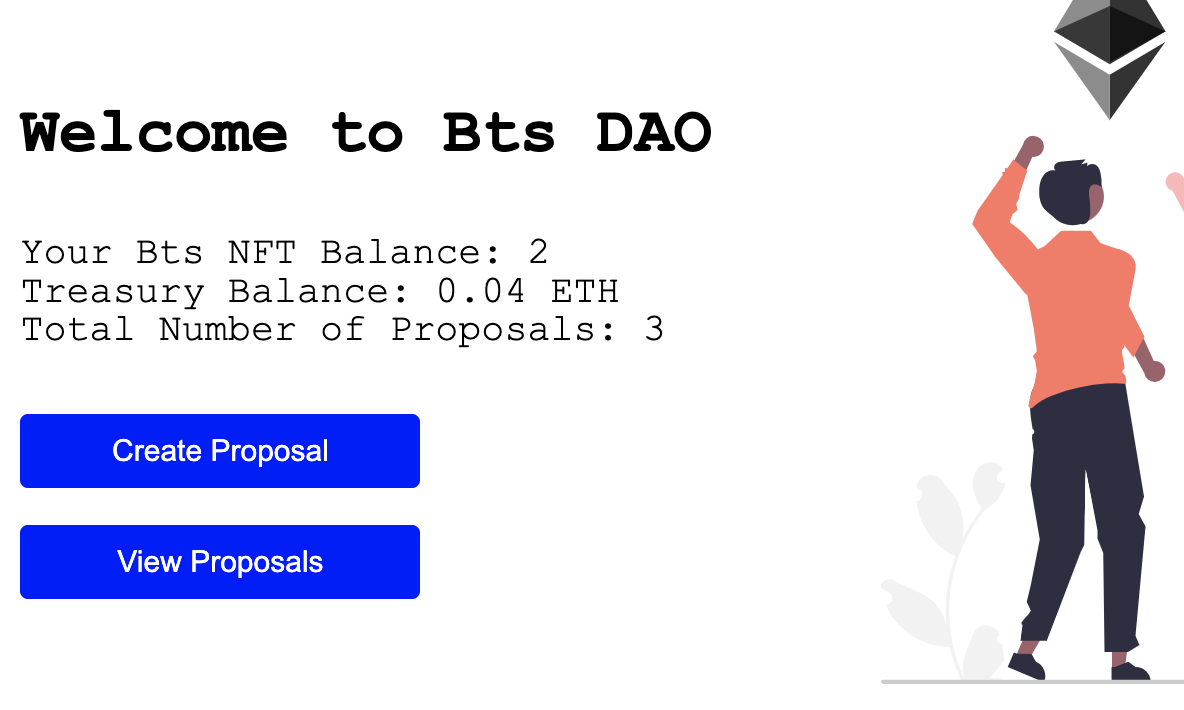 Welcome to Bts DAO
Your Bts NFT Balance: 2
Treasury Balance: 0.04 ETH
Total Number of Proposals: 3
Create Proposal
View Proposals